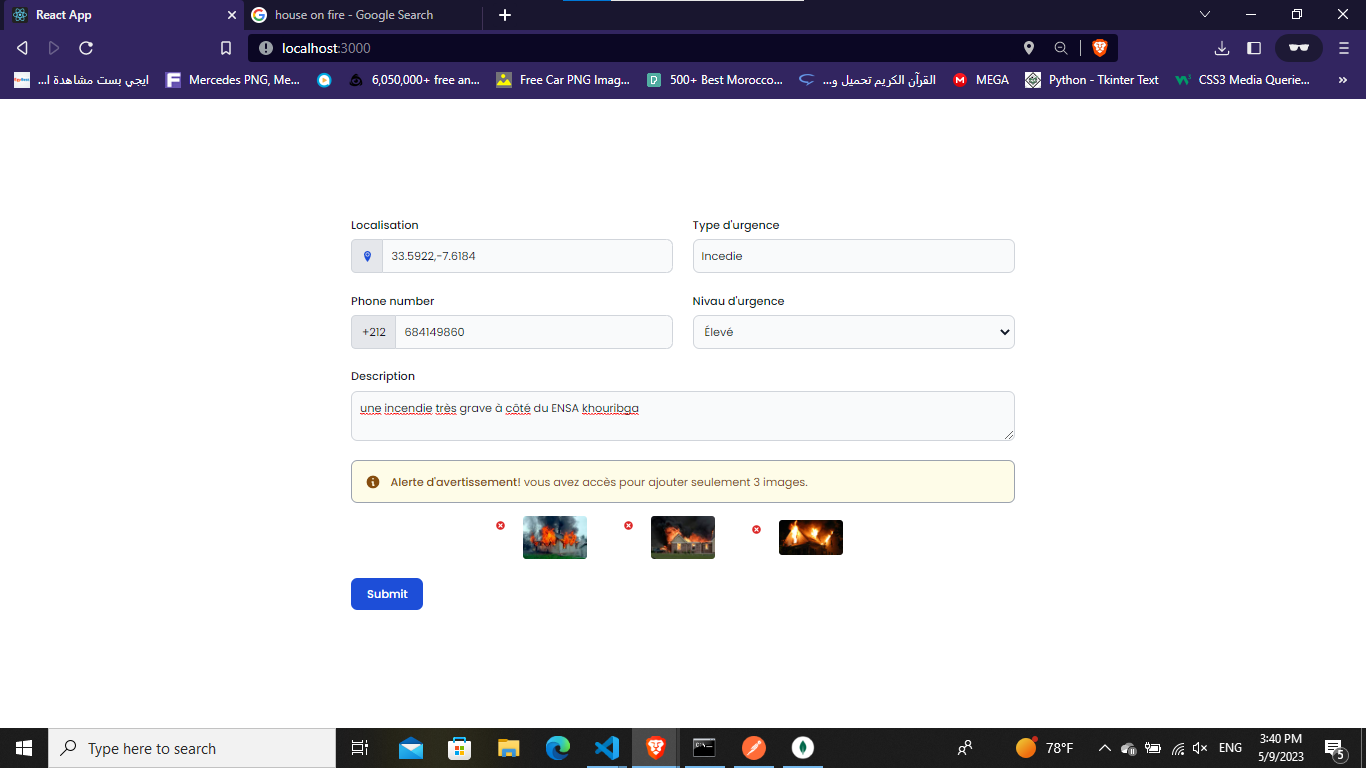 React App
house on fire - Google Search
localhost:3000
ايجي بست مشاهدة ا...
Mercedes PNG, Me...
6,050,000+ free an...
Free Car PNG Imag...
500+ Best Morocco...
القرآن الكريم تحميل و...
MEGA
Python - Tkinter Text
CSS3 Media Querie...
Localisation
Type d'urgence
33.5922,-7.6184
Incedie
Phone number
Nivau d'urgence
+212
684149860
Élevé
Description
une incendie très grave à côté du ENSA khouribga
Alerte d'avertissement! vous avez accès pour ajouter seulement 3 images.
Submit
Type here to search
78°F
ENG
3:40 PM
5/9/2023
5